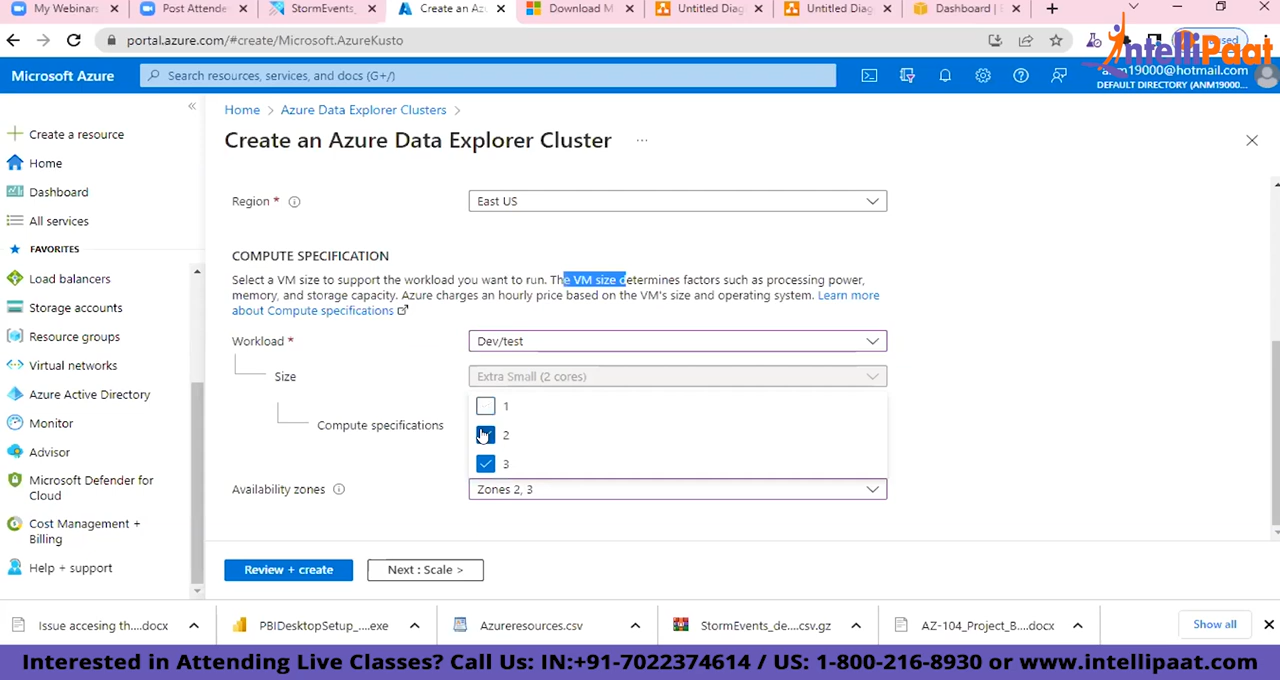 My Webinars
Post Attende
StormEvents_
Create an Az
Download M
Untitled Diag
Untitled Diag
Dashboard | E
portal.azure.com/#create/Microsoft.AzureKusto
IntelliPaat
Microsoft Azure
Search resources, services, and docs (G+/)
anm19000@hotmail.com
DEFAULT DIRECTORY (ANM19000...
Home > Azure Data Explorer Clusters >
Create an Azure Data Explorer Cluster ...
Create a resource
Home
Dashboard
All services
FAVORITES
Load balancers
Storage accounts
Resource groups
Virtual networks
Azure Active Directory
Monitor
Advisor
Microsoft Defender for
Cloud
Cost Management +
Billing
Help + support
Region *
East US
COMPUTE SPECIFICATION
Select a VM size to support the workload you want to run. The VM size determines factors such as processing power,
memory, and storage capacity. Azure charges an hourly price based on the VM's size and operating system. Learn more
about Compute specifications
Workload *
Dev/test
Size
Extra Small (2 cores)
1
Compute specifications
2
3
Availability zones
Zones 2, 3
Review + create
Next : Scale >
Issue accesing th....docx
PBIDesktopSetup_....exe
Azureresources.csv
StormEvents_de....csv.gz
AZ-104_Project_B....docx
Show all
Interested in Attending Live Classes? Call Us: IN:+91-7022374614 / US: 1-800-216-8930 or www.intellipaat.com